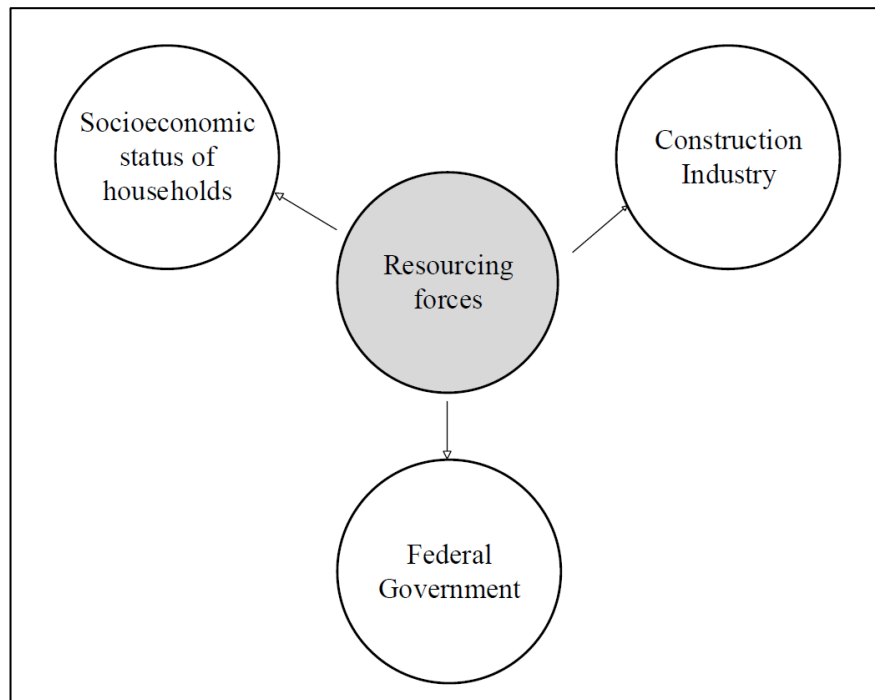 Socioeconomic
status of
households
Construction
Industry
Resourcing
forces
Federal
Government